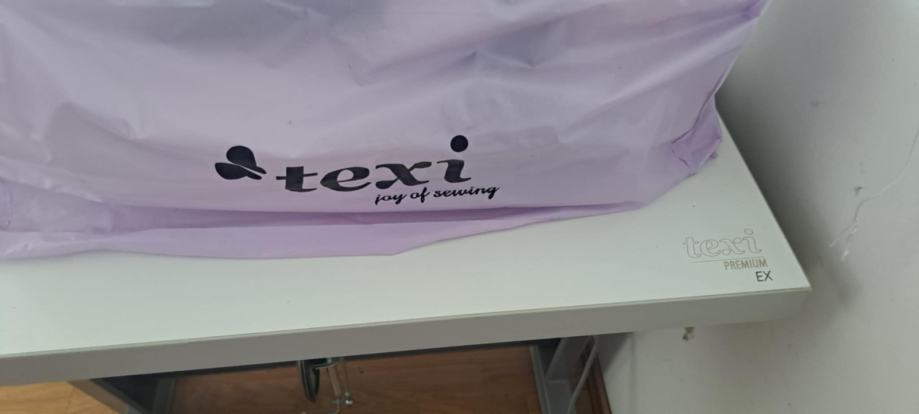 texi
joy of sewing
texi
PREMIUM
EX